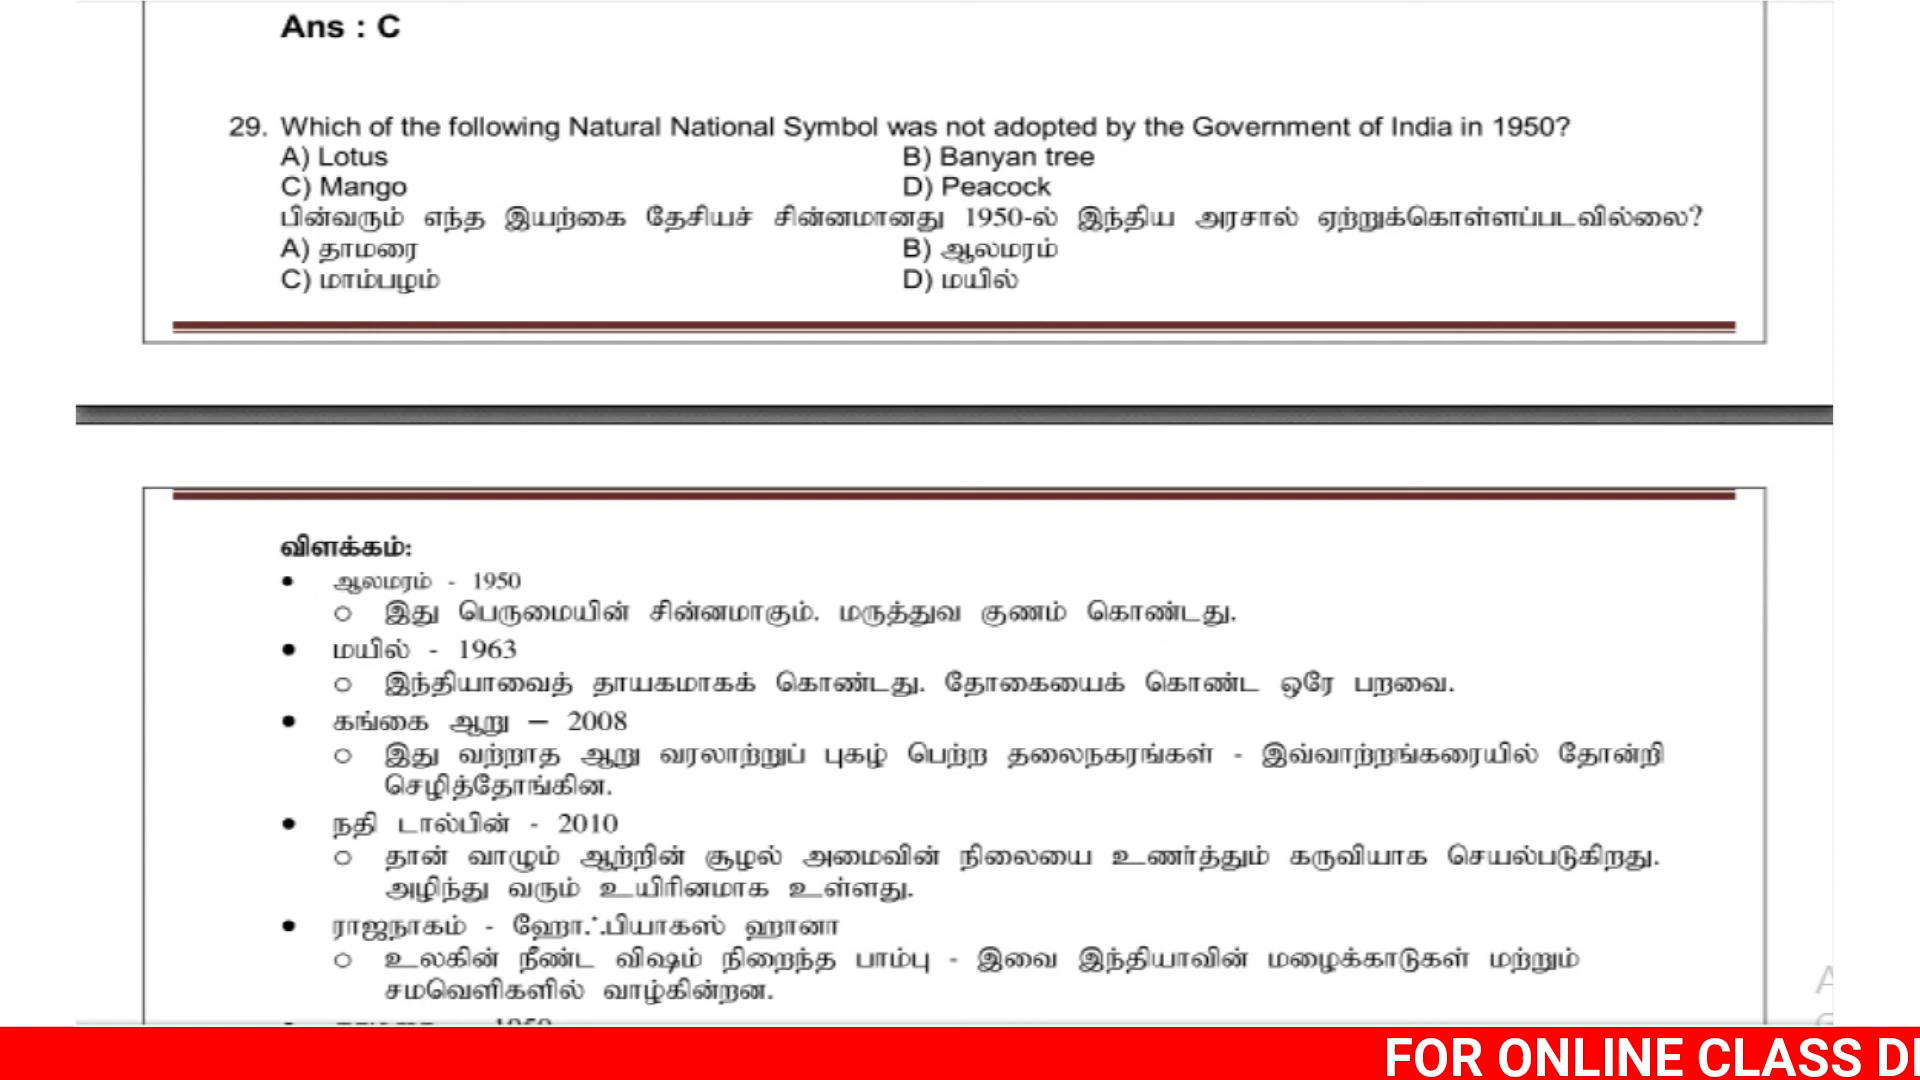 Ans : C
29. Which of the following Natural National Symbol was not adopted by the Government of India in 1950?
A) Lotus B) Banyan tree
C) Mango D) Peacock
பின்வரும் எந்த இயற்கை தேசியச் சின்னமானது 1950-ல் இந்திய அரசால் ஏற்றுக்கொள்ளப்படவில்லை?
A) தாமரை B) ஆலமரம்
C) மாம்பழம் D) மயில்
விளக்கம்:
• ஆலமரம் - 1950
o இது பெருமையின் சின்னமாகும். மருத்துவ குணம் கொண்டது.
• மயில் - 1963
o இந்தியாவைத் தாயகமாகக் கொண்டது. தோகையைக் கொண்ட ஒரே பறவை.
• கங்கை ஆறு – 2008
o இது வற்றாத ஆறு வரலாற்றுப் புகழ் பெற்ற தலைநகரங்கள் - இவ்வாற்றங்கரையில் தோன்றி
செழித்தோங்கின.
• நதி டால்பின் - 2010
o தான் வாழும் ஆற்றின் சூழல் அமைவின் நிலையை உணர்த்தும் கருவியாக செயல்படுகிறது.
அழிந்து வரும் உயிரினமாக உள்ளது.
• ராஜநாகம் - ஹோஃபியாகஸ் ஹானா
o உலகின் நீண்ட விஷம் நிறைந்த பாம்பு - இவை இந்தியாவின் மழைக்காடுகள் மற்றும்
சமவெளிகளில் வாழ்கின்றன.
FOR ONLINE CLASS